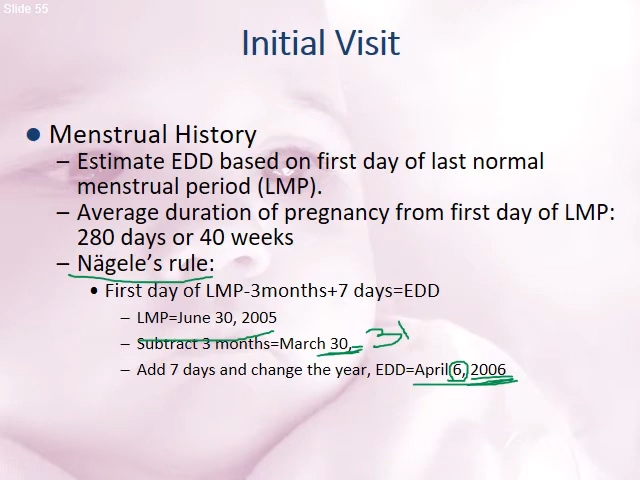 Slide 55
Initial Visit
● Menstrual History
– Estimate EDD based on first day of last normal
menstrual period (LMP).
– Average duration of pregnancy from first day of LMP:
280 days or 40 weeks
– Nägele’s rule:
• First day of LMP-3months+7 days=EDD
– LMP=June 30, 2005
– Subtract 3 months=March 30, 31
– Add 7 days and change the year, EDD=April 6, 2006